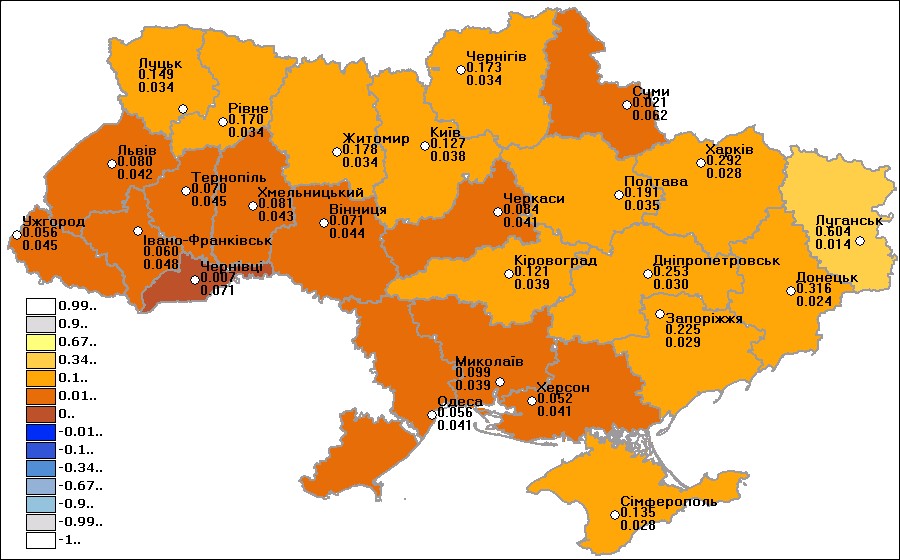 Луцьк
0.149
0.034
Рівне
0.170
0.034
Житомир
0.178
0.034
Київ
0.127
0.038
Чернігів
0.173
0.034
Суми
0.021
0.062
Львів
0.080
0.042
Тернопіль
0.070
0.045
Хмельницький
0.081
0.043
Вінниця
0.071
0.044
Черкаси
0.084
0.041
Полтава
0.191
0.035
Харків
0.292
0.028
Луганськ
0.604
0.014
Ужгород
0.056
0.045
Івано-Франківськ
0.060
0.048
Чернівці
0.007
0.071
Кіровоград
0.121
0.039
Дніпропетровськ
0.253
0.030
Донецьк
0.316
0.024
Запоріжжя
0.225
0.029
Миколаїв
0.099
0.039
Херсон
0.052
0.041
Одеса
0.056
0.041
Сімферополь
0.135
0.028
0.99..
0.9..
0.67..
0.34..
0.1..
0.01..
0..
-0.01..
-0.1..
-0.34..
-0.67..
-0.9..
-0.99..
-1..